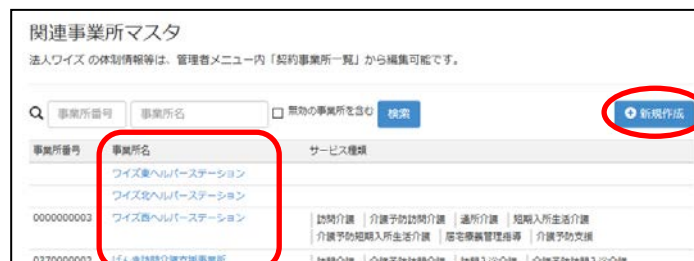 関連事業所マスタ
法人ワイズ の体制情報等は、管理者メニュー内「契約事業所一覧」から編集可能です。
事業所番号 事業所名 無効の事業所を含む 検索 新規作成
事業所番号 事業所名 サービス種類
ワイズ東ヘルパーステーション
ワイズ北ヘルパーステーション
0000000003 ワイズ西ヘルパーステーション 訪問介護 介護予防訪問介護 通所介護 短期入所生活介護
介護予防短期入所生活介護 居宅療養管理指導 介護予防支援